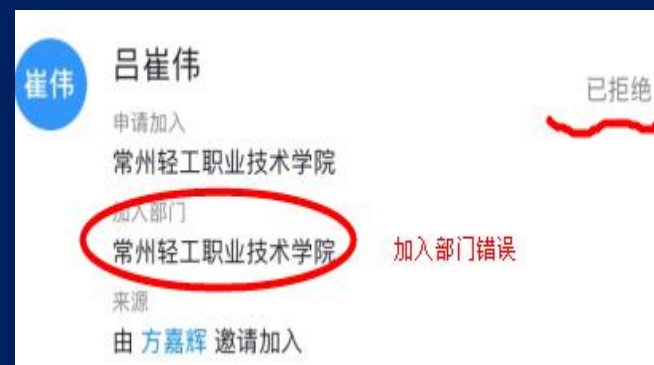 崔伟
吕崔伟
已拒绝
申请加入
常州轻工职业技术学院
加入部门
常州轻工职业技术学院
加入部门错误
来源
由 方嘉辉 邀请加入